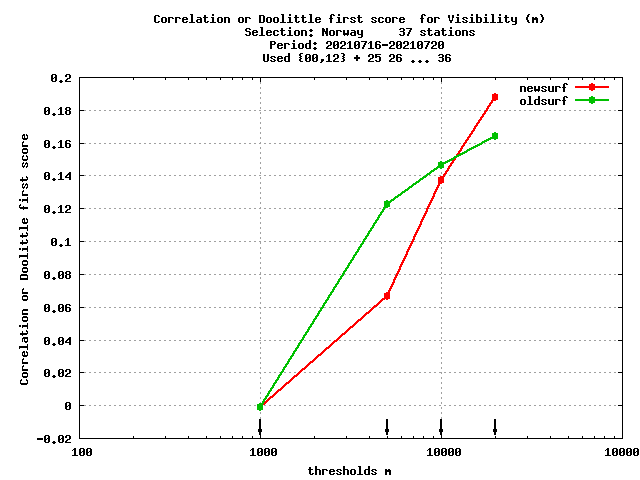 Correlation or Doolittle first score  for Visibility (m)
Selection: Norway     37 stations
Period: 20210716-20210720
Used {00,12} + 25 26 ... 36
newsurf
oldsurf
Correlation or Doolittle first score
0.2
0.18
0.16
0.14
0.12
0.1
0.08
0.06
0.04
0.02
0
-0.02
100 1000 10000 100000
thresholds m